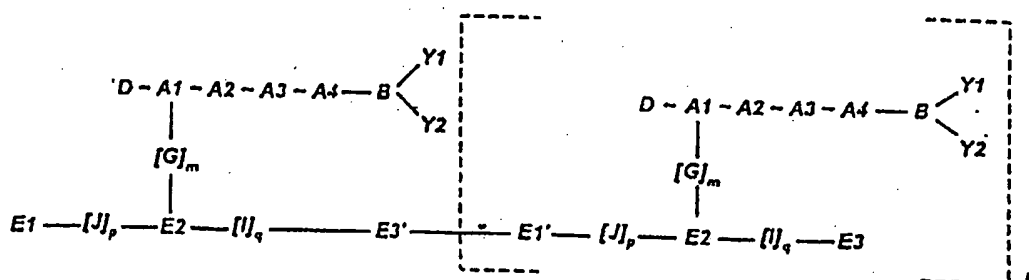 Y1
D ~ A1 ~ A2 ~ A3 ~ A4 — B
Y2
[G]m
E1 — [J]p — E2 — [I]q — E3' — E1' — [J]p — E2 — [I]q — E3
Y1
D ~ A1 ~ A2 ~ A3 ~ A4 — B
Y2
[G]m